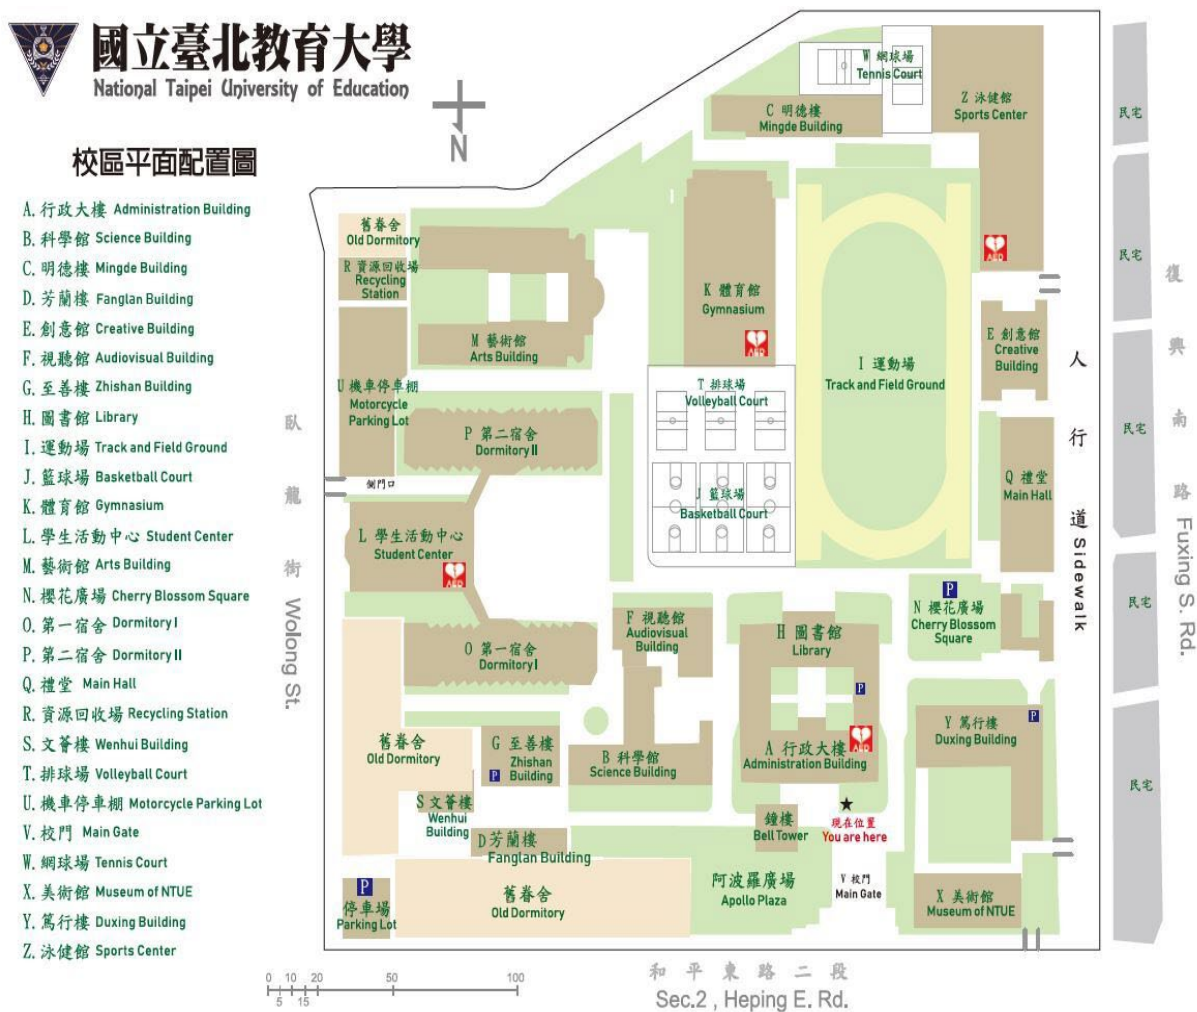 國立臺北教育大學
National Taipei University of Education
N
校區平面配置圖
A. 行政大樓 Administration Building
B. 科學館 Science Building
C. 明德樓 Mingde Building
D. 芳蘭樓 Fanglan Building
E. 創意館 Creative Building
F. 視聽館 Audiovisual Building
G. 至善樓 Zhishan Building
H. 圖書館 Library
I. 運動場 Track and Field Ground
J. 籃球場 Basketball Court
K. 體育館 Gymnasium
L. 學生活動中心 Student Center
M. 藝術館 Arts Building
N. 櫻花廣場 Cherry Blossom Square
O. 第一宿舍 Dormitory I
P. 第二宿舍 Dormitory II
Q. 禮堂 Main Hall
R. 資源回收場 Recycling Station
S. 文薈樓 Wenhui Building
T. 排球場 Volleyball Court
U. 機車停車棚 Motorcycle Parking Lot
V. 校門 Main Gate
W. 網球場 Tennis Court
X. 美術館 Museum of NTUE
Y. 篤行樓 Duxing Building
Z. 泳健館 Sports Center
W 網球場
Tennis Court
C 明德樓
Mingde Building
Z 泳健館
Sports Center
AED
民宅
舊眷舍
Old Dormitory
R 資源回收場
Recycling
Station
M 藝術館
Arts Building
K 體育館
Gymnasium
AED
民宅
E 創意館
Creative
Building
I 運動場
Track and Field Ground
U 機車停車棚
Motorcycle
Parking Lot
T 排球場
Volleyball Court
P 第二宿舍
Dormitory II
民宅
側門口
J 籃球場
Basketball Court
Q 禮堂
Main Hall
L 學生活動中心
Student Center
AED
人行道 Sidewalk
復興南路 Fuxing S. Rd.
臥龍街 Wolong St.
F 視聽館
Audiovisual
Building
H 圖書館
Library
P
P
N 櫻花廣場
Cherry Blossom
Square
民宅
O 第一宿舍
Dormitory I
舊眷舍
Old Dormitory
G 至善樓
Zhishan
Building
P
B 科學館
Science Building
A 行政大樓
Administration Building
AED
Y 篤行樓
Duxing Building
P
民宅
S 文薈樓
Wenhui
Building
D 芳蘭樓
Fanglan Building
鐘樓
Bell Tower
現在位置
You are here
P
停車場
Parking Lot
舊眷舍
Old Dormitory
阿波羅廣場
Apollo Plaza
V 校門
Main Gate
X 美術館
Museum of NTUE
0 10 20 50 100
5 15
和平東路二段
Sec.2 , Heping E. Rd.